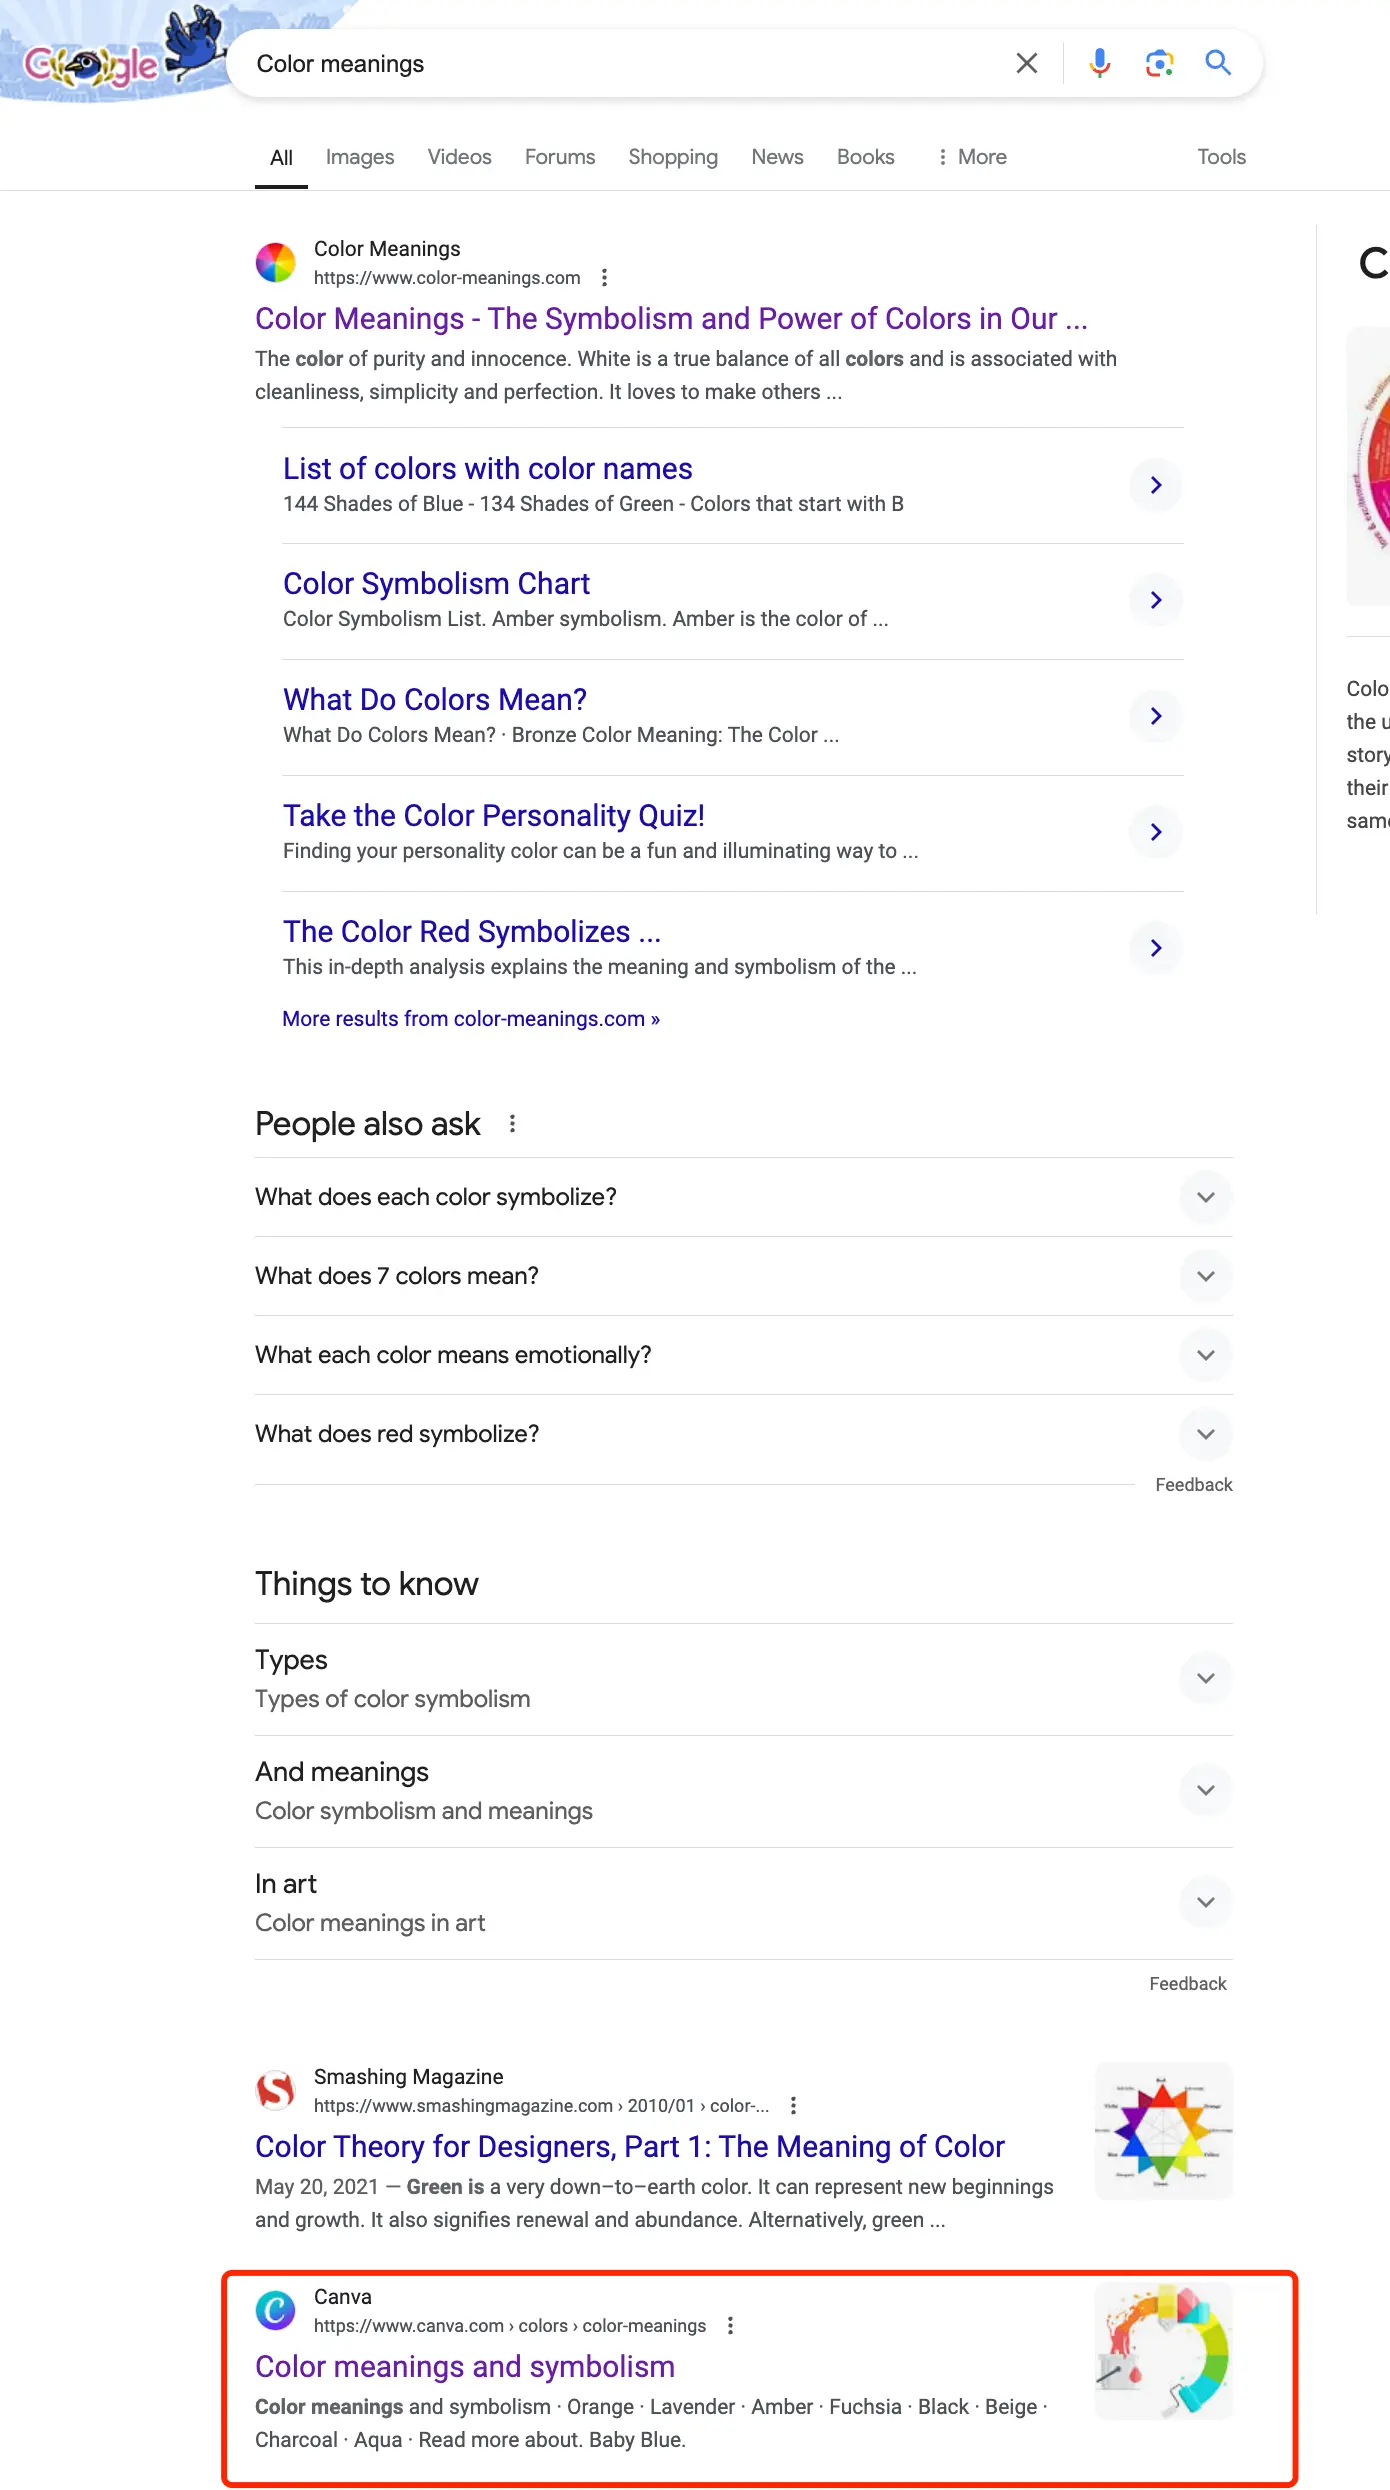 Google
Color meanings
All Images Videos Forums Shopping News Books More Tools
Color Meanings
https://www.color-meanings.com
Color Meanings - The Symbolism and Power of Colors in Our ...
The color of purity and innocence. White is a true balance of all colors and is associated with
cleanliness, simplicity and perfection. It loves to make others ...
List of colors with color names
144 Shades of Blue - 134 Shades of Green - Colors that start with B
Color Symbolism Chart
Color Symbolism List. Amber symbolism. Amber is the color of ...
What Do Colors Mean?
What Do Colors Mean? · Bronze Color Meaning: The Color ...
Take the Color Personality Quiz!
Finding your personality color can be a fun and illuminating way to ...
The Color Red Symbolizes ...
This in-depth analysis explains the meaning and symbolism of the ...
More results from color-meanings.com »
C
love & excitement
Colo
the u
story
their
same
People also ask
What does each color symbolize?
What does 7 colors mean?
What each color means emotionally?
What does red symbolize?
Feedback
Things to know
Types
Types of color symbolism
And meanings
Color symbolism and meanings
In art
Color meanings in art
Feedback
Smashing Magazine
https://www.smashingmagazine.com › 2010/01 › color-...
Color Theory for Designers, Part 1: The Meaning of Color
May 20, 2021 — Green is a very down–to–earth color. It can represent new beginnings
and growth. It also signifies renewal and abundance. Alternatively, green ...
Canva
https://www.canva.com › colors › color-meanings
Color meanings and symbolism
Color meanings and symbolism · Orange · Lavender · Amber · Fuchsia · Black · Beige ·
Charcoal · Aqua · Read more about. Baby Blue.